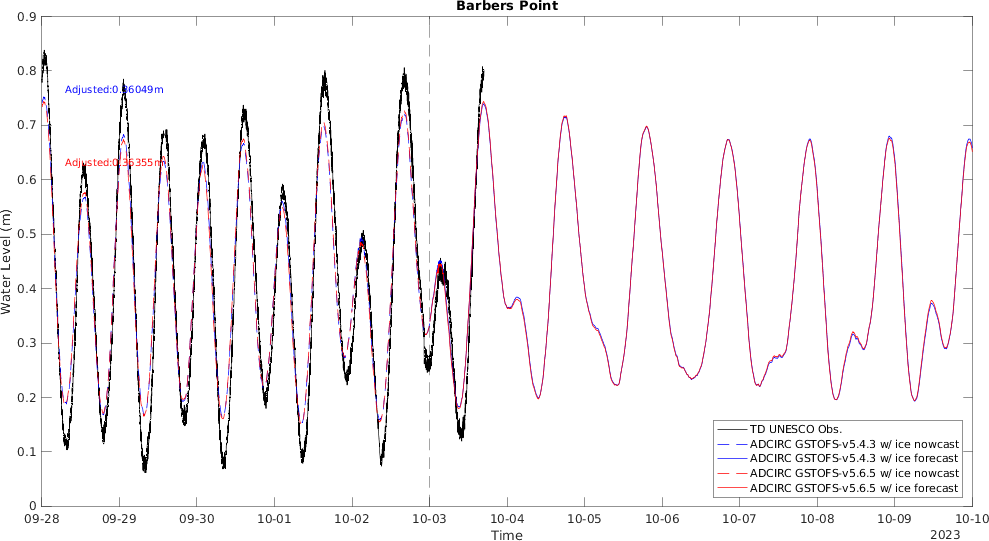 Barbers Point
0.9
0.8
0.7
0.6
0.5
0.4
0.3
0.2
0.1
0
Water Level (m)
Adjusted:0.36049m
Adjusted:0.35355m
TD UNESCO Obs.
ADCIRC GSTOFS-v5.4.3 w/ ice nowcast
ADCIRC GSTOFS-v5.4.3 w/ ice forecast
ADCIRC GSTOFS-v5.6.5 w/ ice nowcast
ADCIRC GSTOFS-v5.6.5 w/ ice forecast
09-28 09-29 09-30 10-01 10-02 10-03 10-04 10-05 10-06 10-07 10-08 10-09 10-10
Time
2023